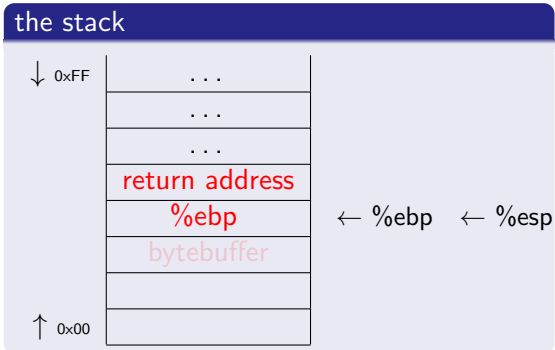 the stack
↓ 0xFF
. . .
. . .
. . .
return address
%ebp ← %ebp ← %esp
bytebuffer
↑ 0x00